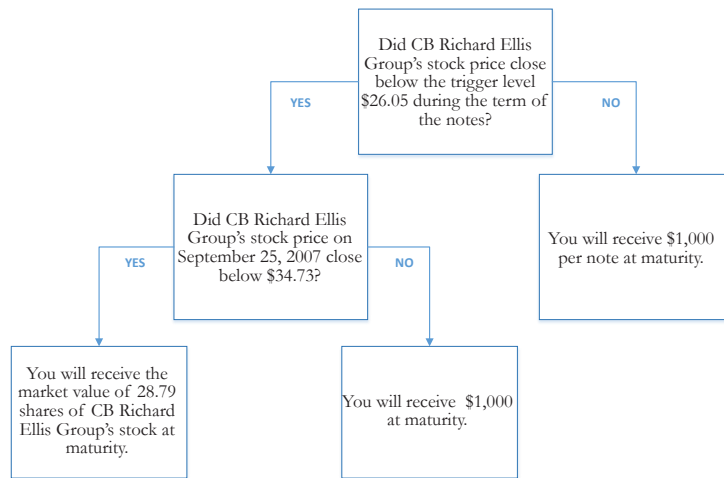 Did CB Richard Ellis
Group's stock price close
below the trigger level
$26.05 during the term of
the notes?
YES
NO
Did CB Richard Ellis
Group's stock price on
September 25, 2007 close
below $34.73?
You will receive $1,000
per note at maturity.
YES
NO
You will receive the
market value of 28.79
shares of CB Richard
Ellis Group's stock at
maturity.
You will receive $1,000
at maturity.